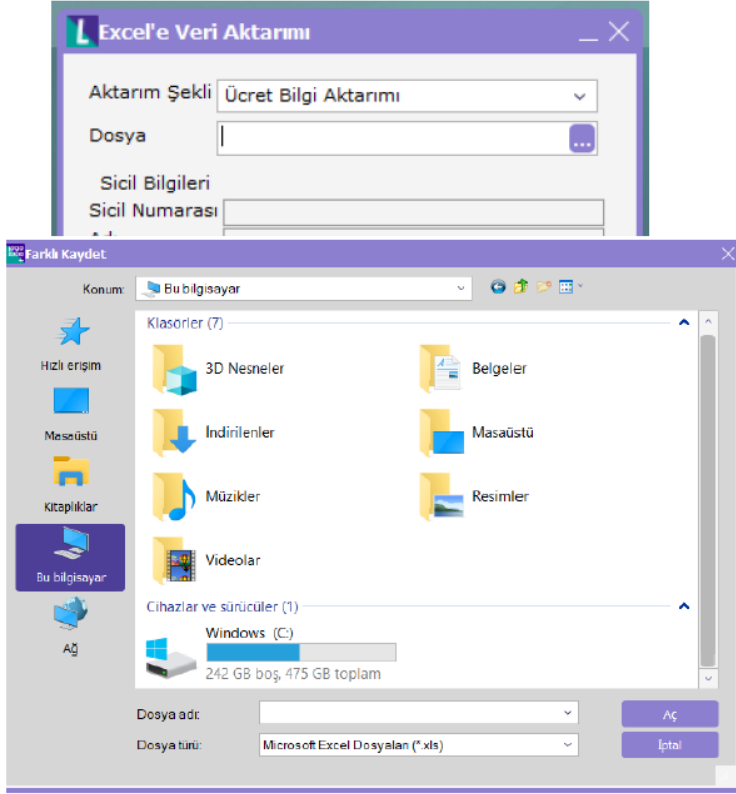 Excel'e Veri Aktarımı
Aktarım Şekli Ücret Bilgi Aktarımı
Dosya
...
Sicil Bilgileri
Sicil Numarası
Farklı Kaydet
Konum: Bu bilgisayar
Klasörler (7)
Hızlı erişim
3D Nesneler
Belgeler
Masaüstü
İndirilenler
Masaüstü
Kitaplıklar
Müzikler
Resimler
Bu bilgisayar
Videolar
Cihazlar ve sürücüler (1)
Ağ
Windows (C:)
242 GB boş, 475 GB toplam
Dosya adı:
Aç
Dosya türü: Microsoft Excel Dosyaları (*.xls)
İptal